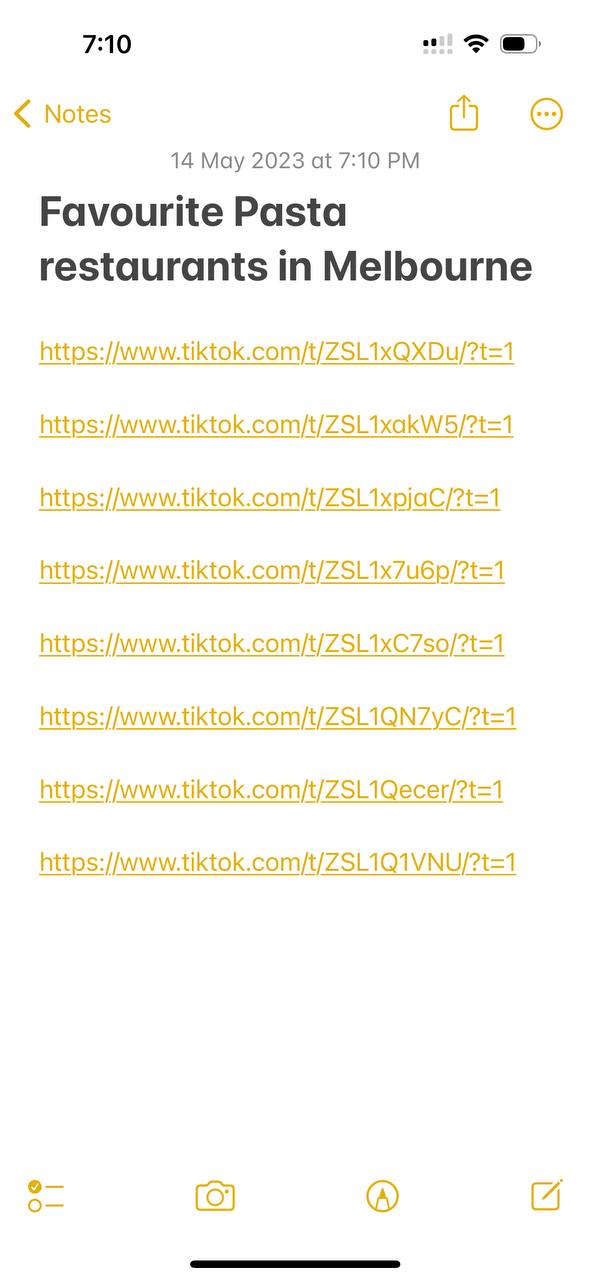 7:10
Notes
14 May 2023 at 7:10 PM
Favourite Pasta
restaurants in Melbourne
https://www.tiktok.com/t/ZSL1xQXDu/?t=1
https://www.tiktok.com/t/ZSL1xakW5/?t=1
https://www.tiktok.com/t/ZSL1xpjaC/?t=1
https://www.tiktok.com/t/ZSL1x7u6p/?t=1
https://www.tiktok.com/t/ZSL1xC7so/?t=1
https://www.tiktok.com/t/ZSL1QN7yC/?t=1
https://www.tiktok.com/t/ZSL1Qecer/?t=1
https://www.tiktok.com/t/ZSL1Q1VNU/?t=1